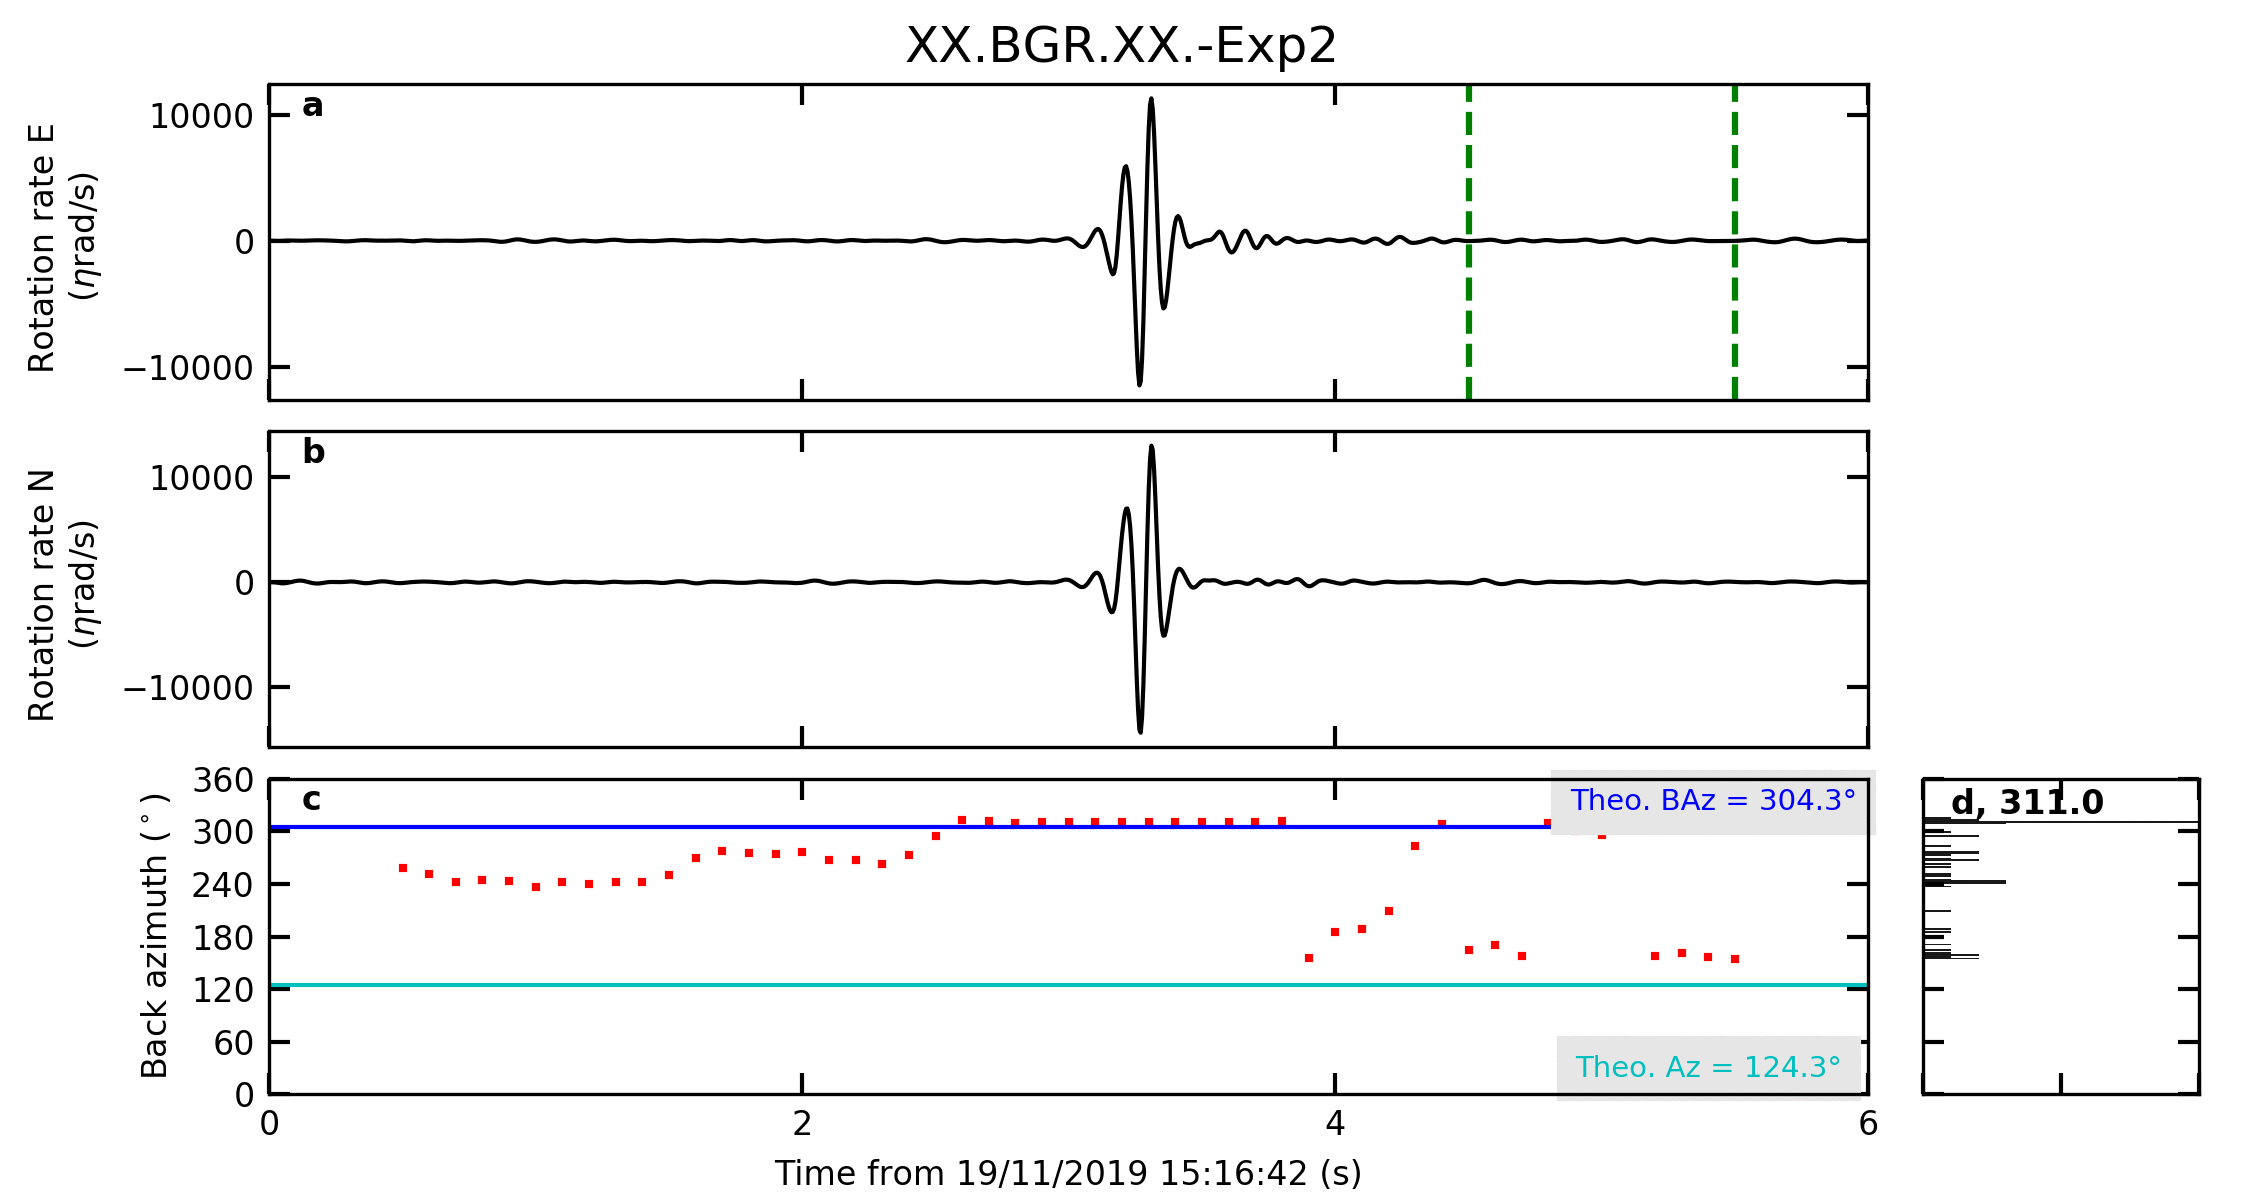 XX.BGR.XX.-Exp2
a
Rotation rate E
(ηrad/s)
10000
0
−10000
b
Rotation rate N
(ηrad/s)
10000
0
−10000
c
Back azimuth (°)
360
300
240
180
120
60
0
Theo. BAz = 304.3°
Theo. Az = 124.3°
d, 311.0
0 2 4 6
Time from 19/11/2019 15:16:42 (s)